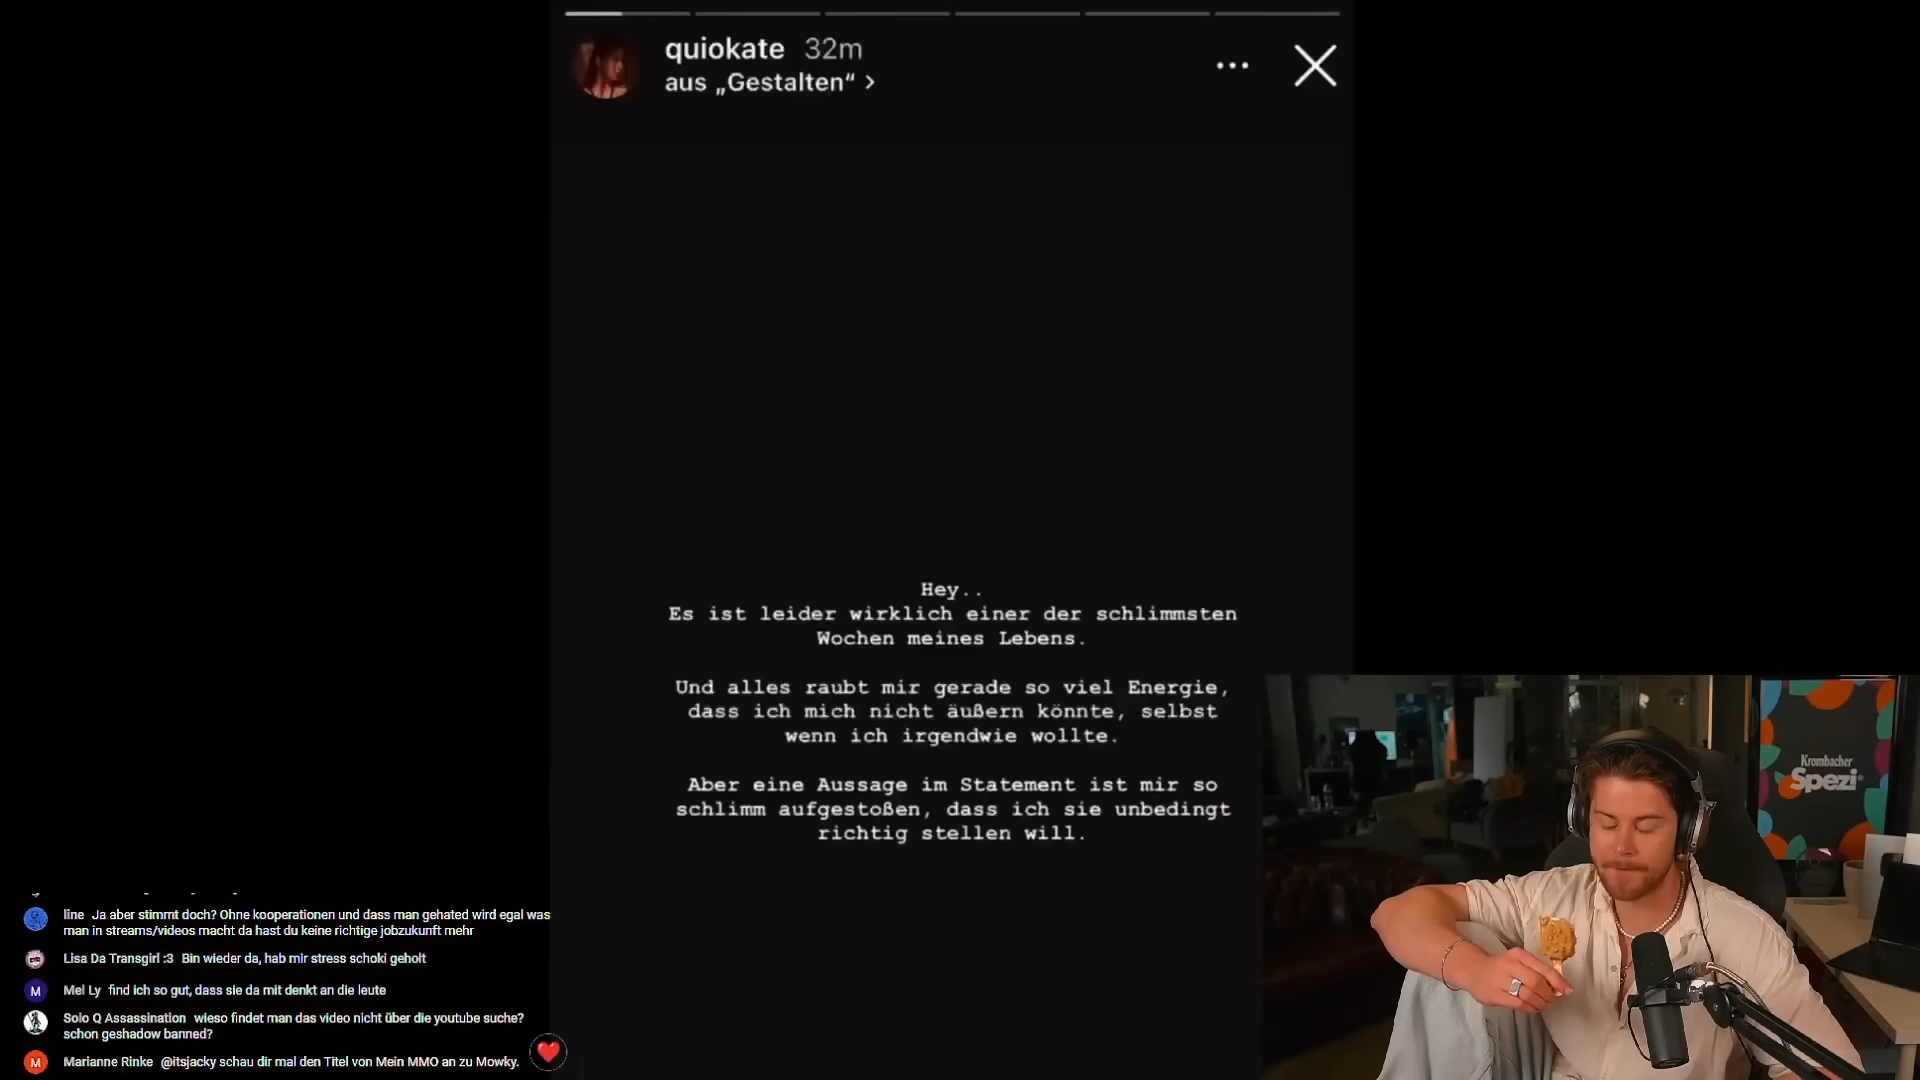 quiokate 32m
aus „Gestalten“ >
Hey..
Es ist leider wirklich einer der schlimmsten
Wochen meines Lebens.
Und alles raubt mir gerade so viel Energie,
dass ich mich nicht äußern könnte, selbst
wenn ich irgendwie wollte.
Aber eine Aussage im Statement ist mir so
schlimm aufgestoßen, dass ich sie unbedingt
richtig stellen will.
Krombacher
Spezi
line Ja aber stimmt doch? Ohne kooperationen und dass man gehated wird egal was
man in streams/videos macht da hast du keine richtige jobzukunft mehr
Lisa Da Transgirl :3 Bin wieder da, hab mir stress schoki geholt
M Mel Ly find ich so gut, dass sie da mit denkt an die leute
Solo Q Assassination wieso findet man das video nicht über die youtube suche?
schon geshadow banned?
M Marianne Rinke @itsjacky schau dir mal den Titel von Mein MMO an zu Mowky.